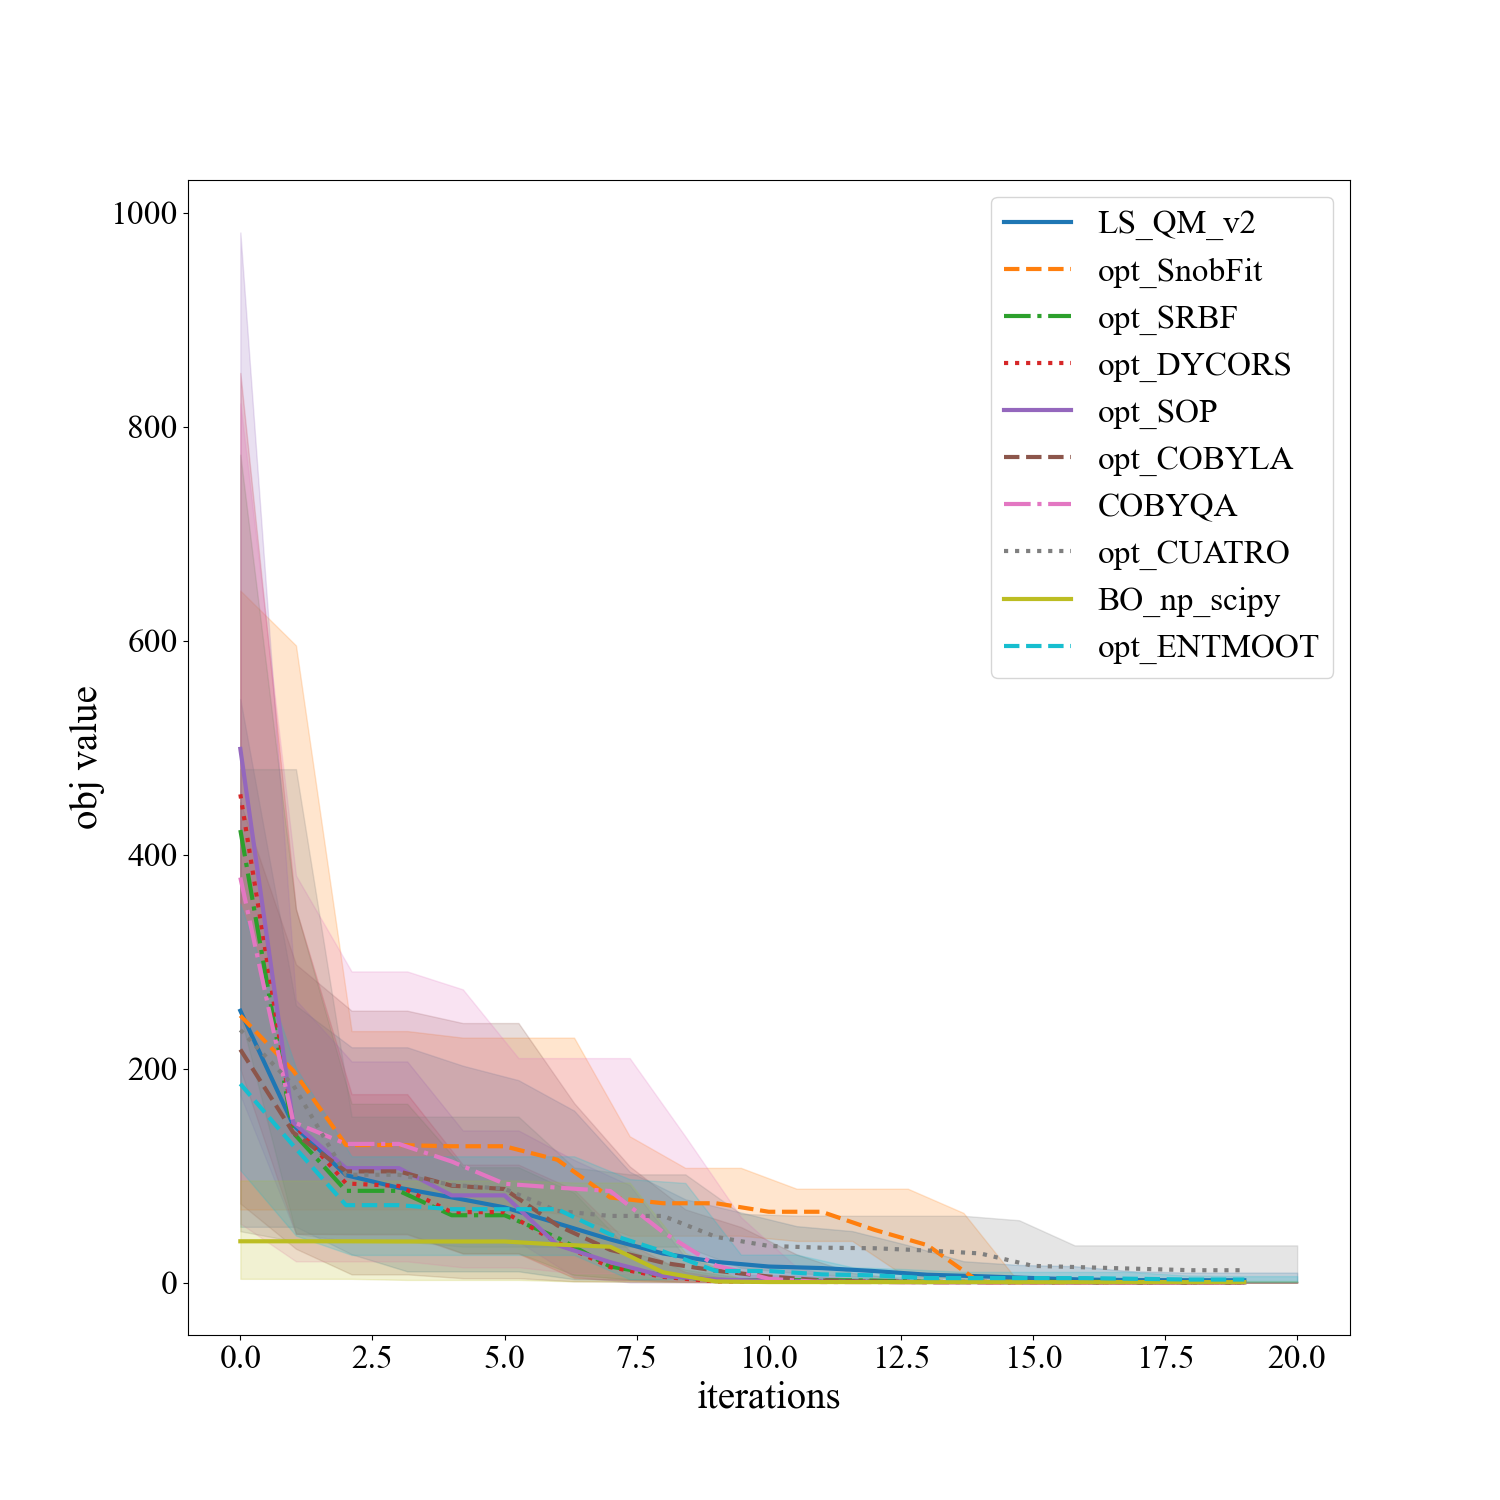 1000
800
600
400
200
0
obj value
LS_QM_v2
opt_SnobFit
opt_SRBF
opt_DYCORS
opt_SOP
opt_COBYLA
COBYQA
opt_CUATRO
BO_np_scipy
opt_ENTMOOT
0.0 2.5 5.0 7.5 10.0 12.5 15.0 17.5 20.0
iterations